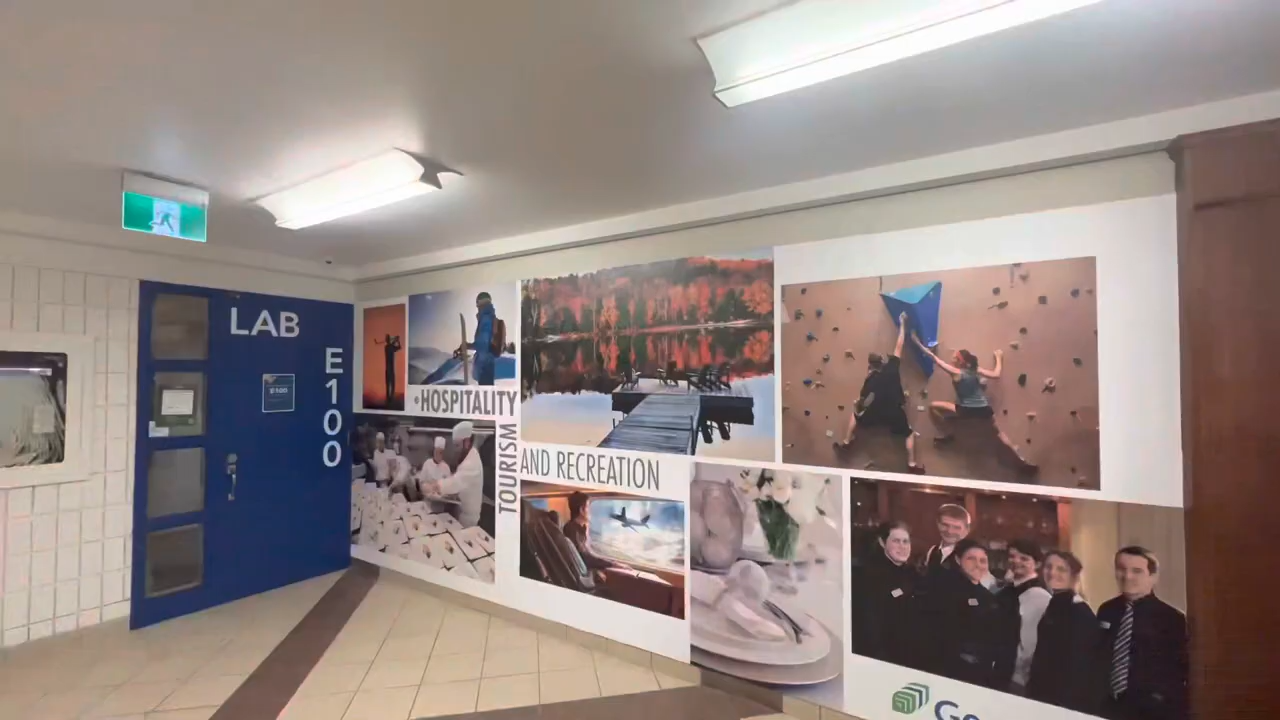 LAB
E100
E100
HOSPITALITY
TOURISM
AND RECREATION